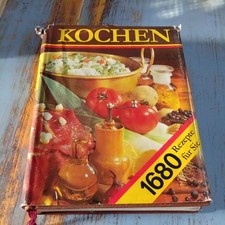 KOCHEN
1680
Rezepte
für Sie